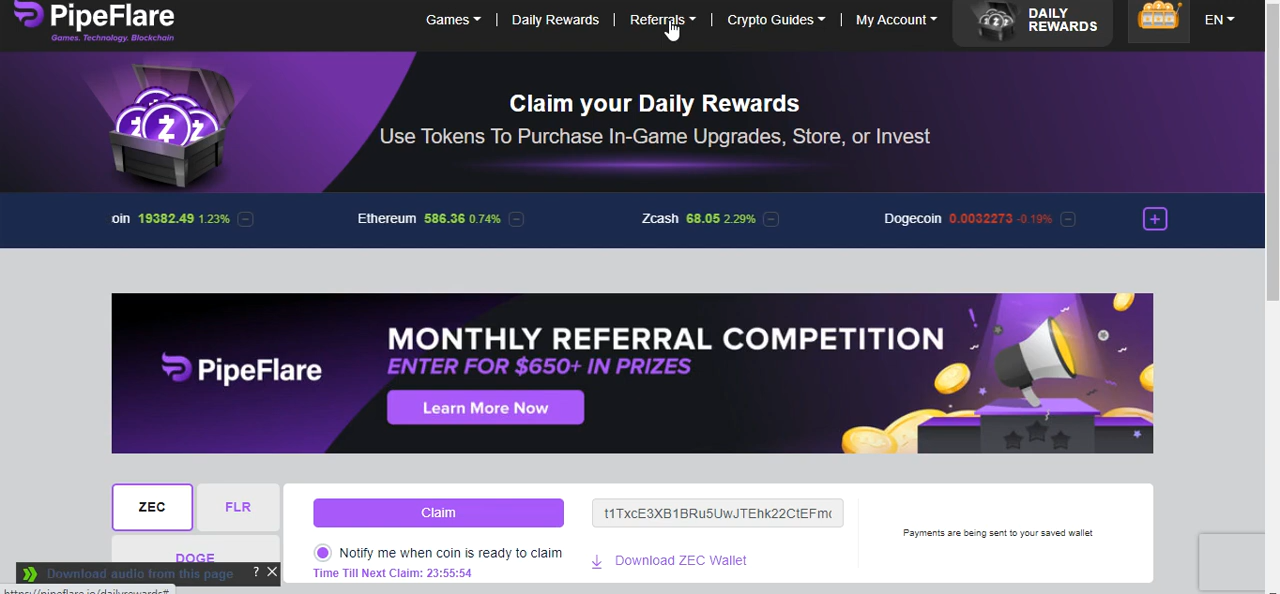 PipeFlare
Games. Technology. Blockchain
Games
Daily Rewards
Referrals
Crypto Guides
My Account
DAILY
REWARDS
EN
Claim your Daily Rewards
Use Tokens To Purchase In-Game Upgrades, Store, or Invest
oin 19382.49 1.23%
Ethereum 586.36 0.74%
Zcash 68.05 2.29%
Dogecoin 0.0032273 -0.19%
PipeFlare
MONTHLY REFERRAL COMPETITION
ENTER FOR $650+ IN PRIZES
Learn More Now
ZEC
FLR
DOGE
Claim
t1TxcE3XB1BRu5UwJTEhk22CtEFm
Payments are being sent to your saved wallet
Notify me when coin is ready to claim
Download ZEC Wallet
Time Till Next Claim: 23:55:54
Download audio from this page
?
https://pipeflare.io/dailyrewards#